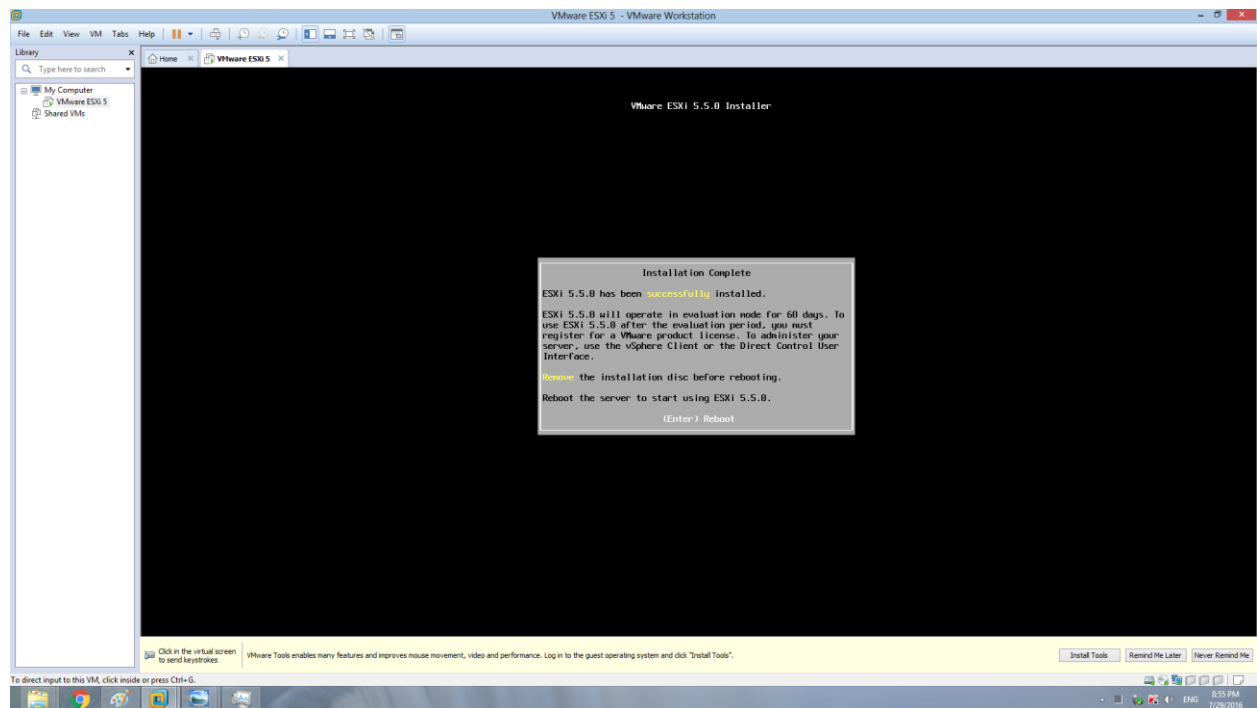 VMware ESXi 5 - VMware Workstation
File Edit View VM Tabs Help
Library
Type here to search
My Computer
VMware ESXi 5
Shared VMs
Home
VMware ESXi 5
VMware ESXi 5.5.0 Installer
Installation Complete
ESXi 5.5.0 has been successfully installed.
ESXi 5.5.0 will operate in evaluation mode for 60 days. To
use ESXi 5.5.0 after the evaluation period, you must
register for a VMware product license. To administer your
server, use the vSphere Client or the Direct Control User
Interface.
Remove the installation disc before rebooting.
Reboot the server to start using ESXi 5.5.0.
(Enter) Reboot
Click in the virtual screen
to send keystrokes
VMware Tools enables many features and improves mouse movement, video and performance. Log in to the guest operating system and click "Install Tools".
Install Tools
Remind Me Later
Never Remind Me
To direct input to this VM, click inside or press Ctrl+G.
ENG
8:55 PM
7/29/2016